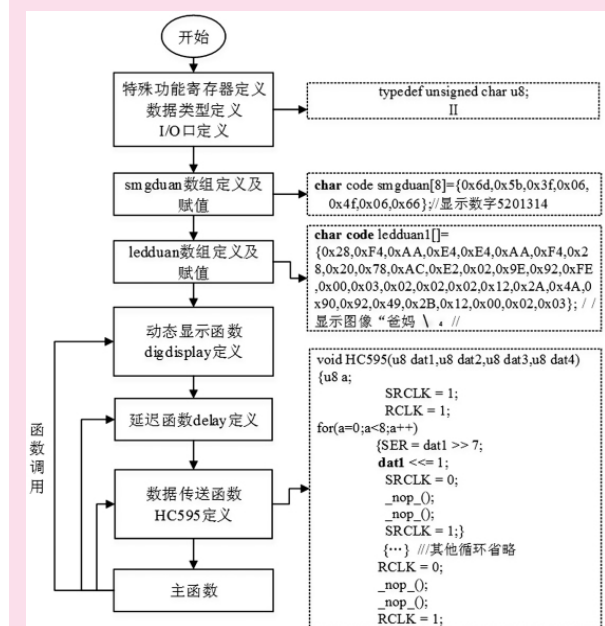 开始
特殊功能寄存器定义
数据类型定义
I/O口定义
typedef unsigned char u8;
II
smgduan数组定义及
赋值
char code smgduan[8]={0x6d,0x5b,0x3f,0x06,
0x4f,0x06,0x66};//显示数字5201314
ledduan数组定义及
赋值
char code ledduan1[]=
{0x28,0xF4,0xAA,0xE4,0xE4,0xAA,0xF4,0x2
8,0x20,0x78,0xAC,0xE2,0x02,0x9E,0x92,0xFE
,0x00,0x03,0x02,0x02,0x02,0x12,0x2A,0x4A,0
x90,0x92,0x49,0x2B,0x12,0x00,0x02,0x03}; //
显示图像“爸妈 \ 。 //
动态显示函数
digdisplay定义
延迟函数delay定义
数据传送函数
HC595定义
主函数
函数调用
void HC595(u8 dat1,u8 dat2,u8 dat3,u8 dat4)
{u8 a;
SRCLK = 1;
RCLK = 1;
for(a=0;a<8;a++)
{SER = dat1 >> 7;
dat1 <<= 1;
SRCLK = 0;
_nop_();
_nop_();
SRCLK = 1;}
{…} ///其他循环省略
RCLK = 0;
_nop_();
_nop_();
RCLK = 1;